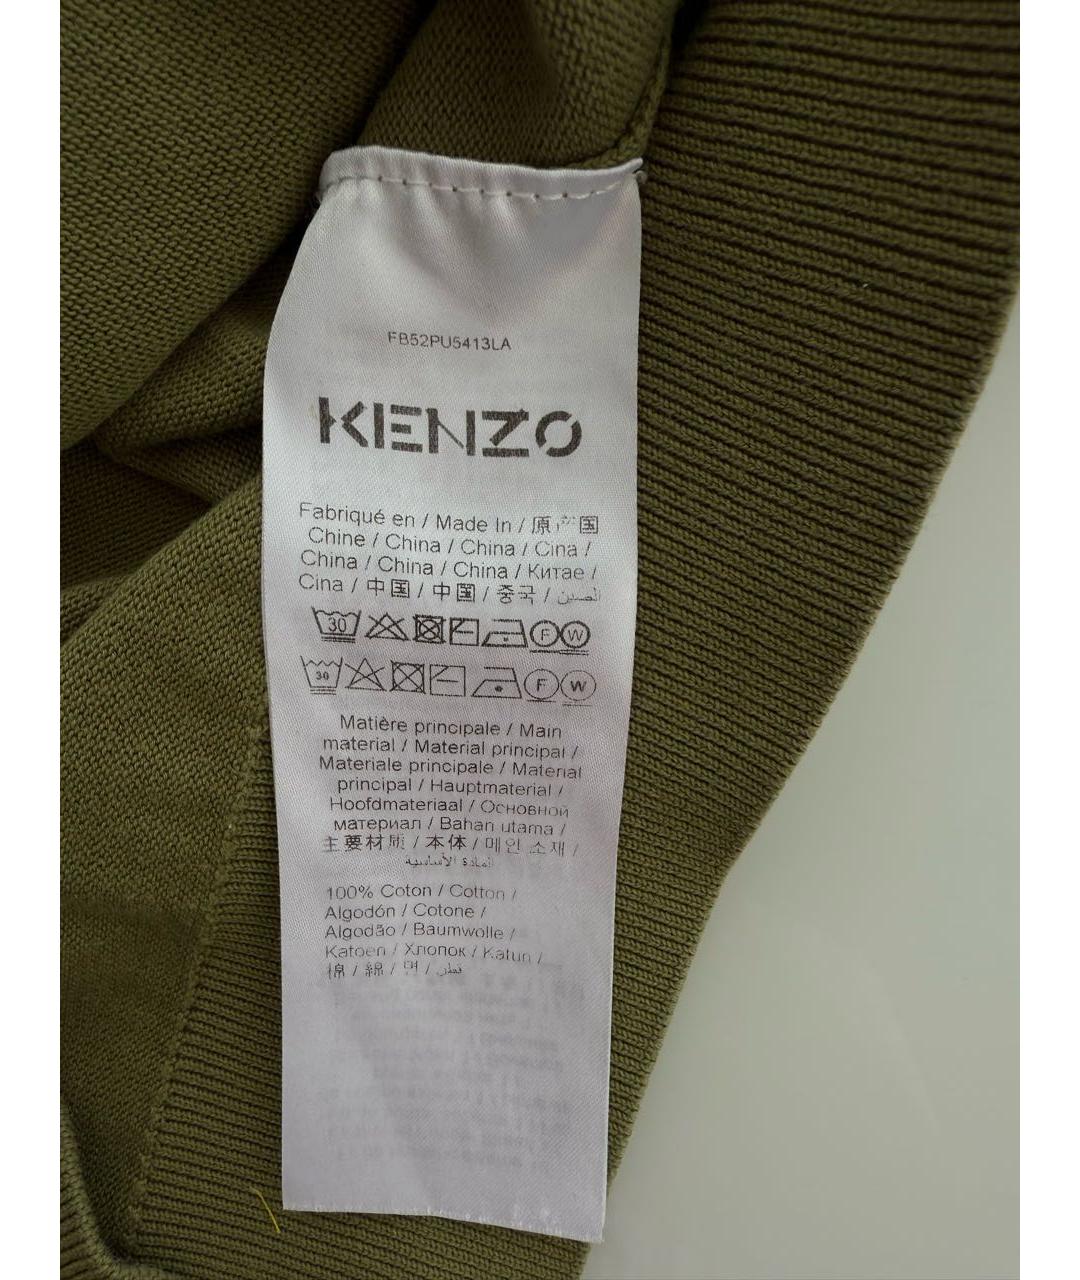 FB52PU5413LA
KENZO
Fabriqué en / Made In / 原产国
Chine / China / China / Cina /
China / China / China / Китае /
Cina / 中国 / 中国 / 중국 / الصين
30 F W
30 F W
Matière principale / Main
material / Material principal /
Materiale principale / Material
principal / Hauptmaterial /
Hoofdmateriaal / Основной
материал / Bahan utama /
主要材质 / 本体 / 메인 소재 /
المادة الأساسية
100% Coton / Cotton /
Algodón / Cotone /
Algodão / Baumwolle /
Katoen / Хлопок / Katun /
棉 / 綿 / 면 / قطن